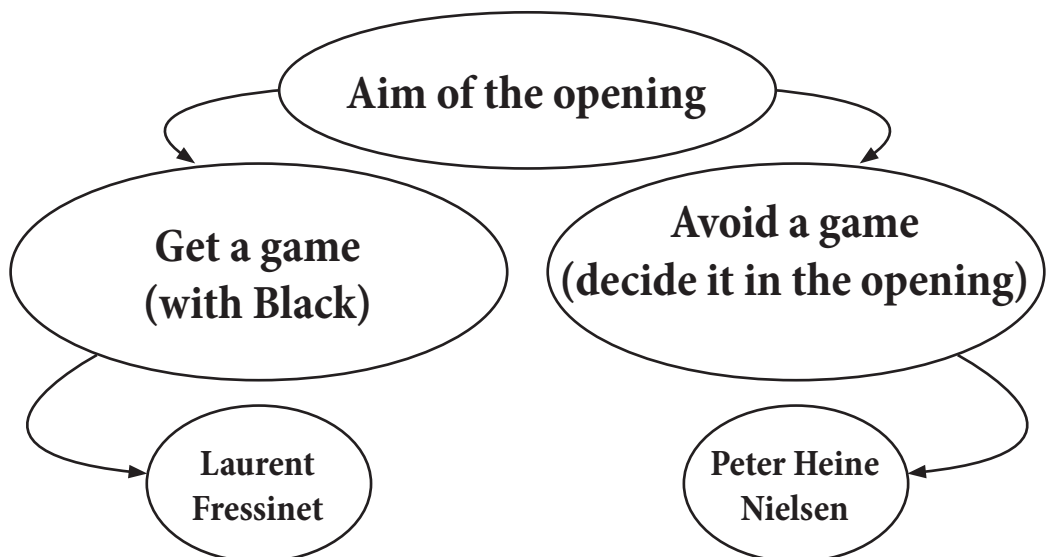 Aim of the opening
Get a game
(with Black)
Avoid a game
(decide it in the opening)
Laurent
Fressinet
Peter Heine
Nielsen